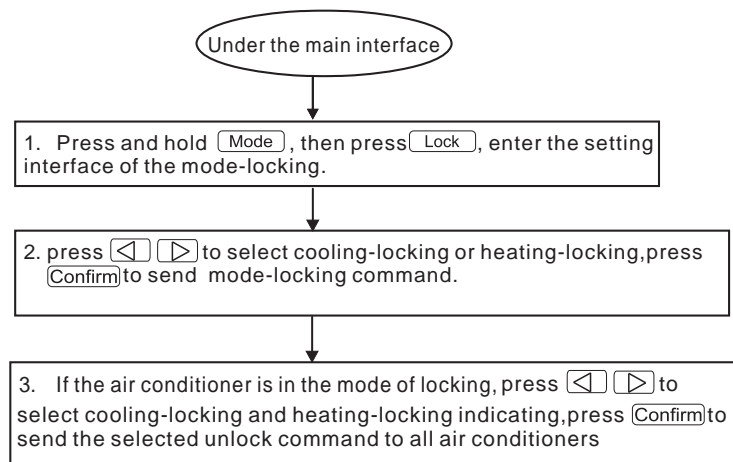 Under the main interface
1. Press and hold Mode , then press Lock , enter the setting
interface of the mode-locking.
2. press ◁ ▷ to select cooling-locking or heating-locking,press
Confirm to send mode-locking command.
3. If the air conditioner is in the mode of locking, press ◁ ▷ to
select cooling-locking and heating-locking indicating,press Confirm to
send the selected unlock command to all air conditioners